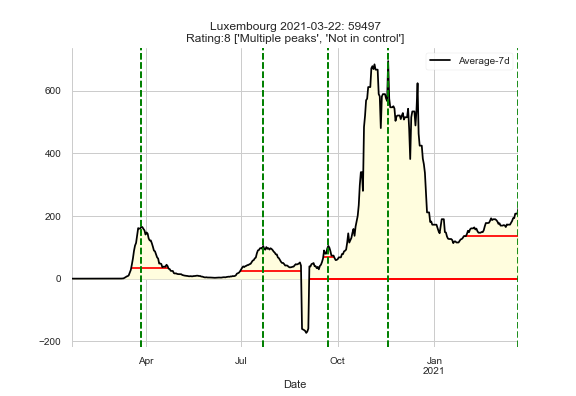 Luxembourg 2021-03-22: 59497
Rating:8 ['Multiple peaks', 'Not in control']
Average-7d
600
400
200
0
−200
Apr
Jul
Oct
Jan
2021
Date